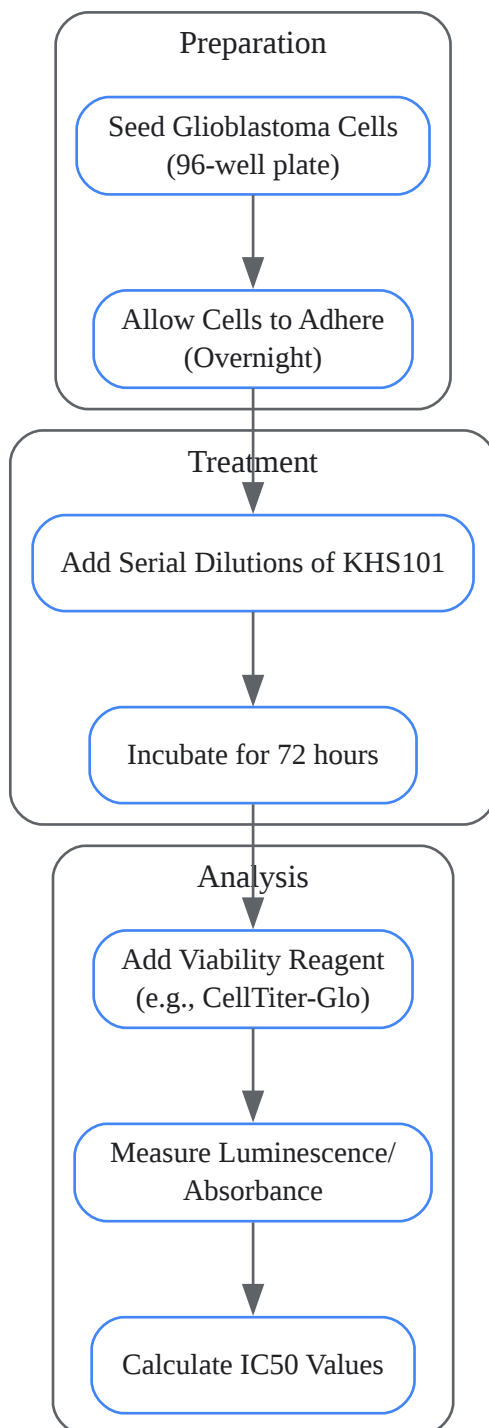 Preparation
Seed Glioblastoma Cells
(96-well plate)
Allow Cells to Adhere
(Overnight)
Treatment
Add Serial Dilutions of KHS101
Incubate for 72 hours
Analysis
Add Viability Reagent
(e.g., CellTiter-Glo)
Measure Luminescence/
Absorbance
Calculate IC50 Values